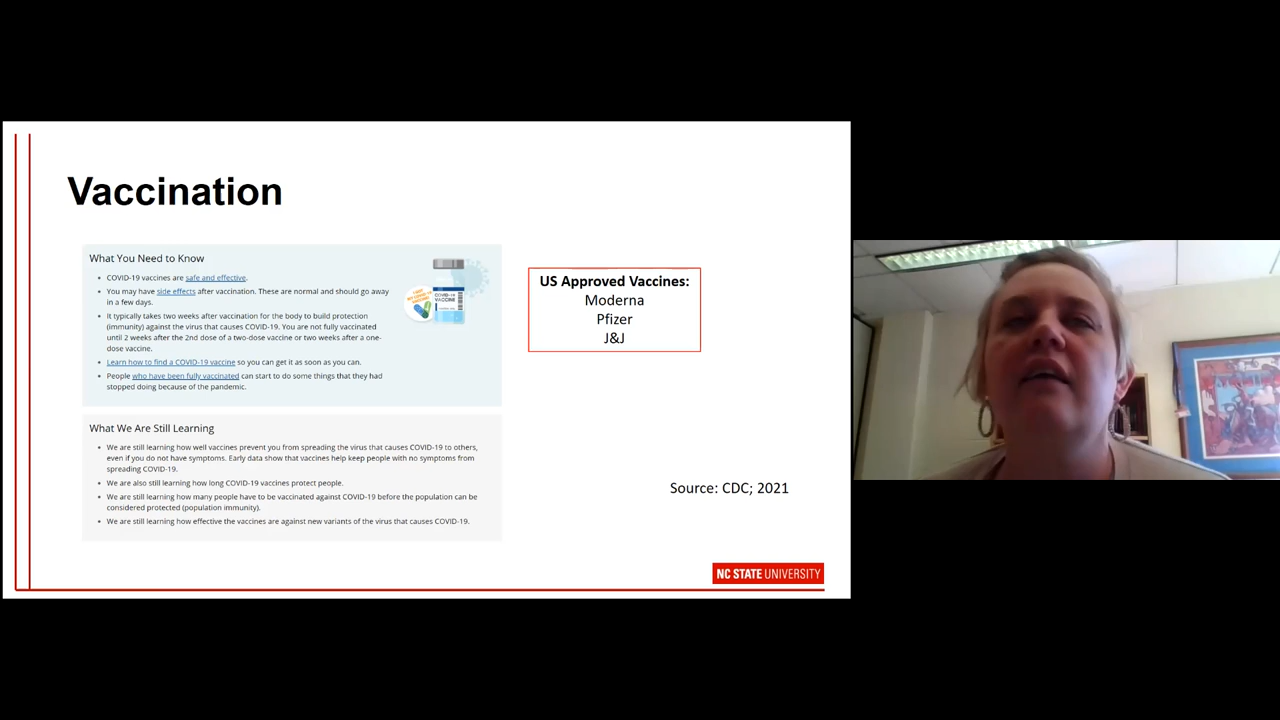 Vaccination
What You Need to Know
• COVID-19 vaccines are safe and effective.
• You may have side effects after vaccination. These are normal and should go away
in a few days.
• It typically takes two weeks after vaccination for the body to build protection
(immunity) against the virus that causes COVID-19. You are not fully vaccinated
until 2 weeks after the 2nd dose of a two-dose vaccine or two weeks after a one-
dose vaccine.
• Learn how to find a COVID-19 vaccine so you can get it as soon as you can.
• People who have been fully vaccinated can start to do some things that they had
stopped doing because of the pandemic.
COVID-19
VACCINE
What We Are Still Learning
• We are still learning how well vaccines prevent you from spreading the virus that causes COVID-19 to others,
even if you do not have symptoms. Early data show that vaccines help keep people with no symptoms from
spreading COVID-19.
• We are also still learning how long COVID-19 vaccines protect people.
• We are still learning how many people have to be vaccinated against COVID-19 before the population can be
considered protected (population immunity).
• We are still learning how effective the vaccines are against new variants of the virus that causes COVID-19.
US Approved Vaccines:
Moderna
Pfizer
J&J
Source: CDC; 2021
NC STATE UNIVERSITY